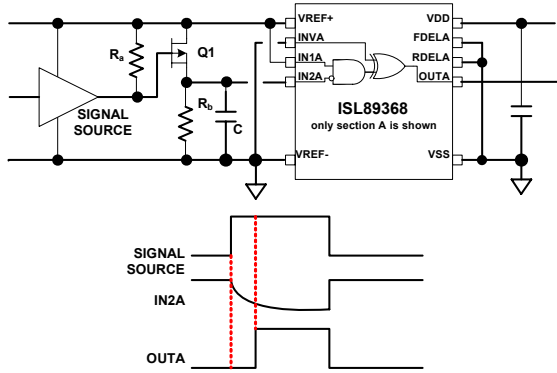 VREF+
VDD
INVA
FDELA
Ra
Q1
IN1A
RDELA
IN2A
OUTA
SIGNAL
SOURCE
Rb
C
ISL89368
only section A is shown
VREF-
VSS
SIGNAL
SOURCE
IN2A
OUTA